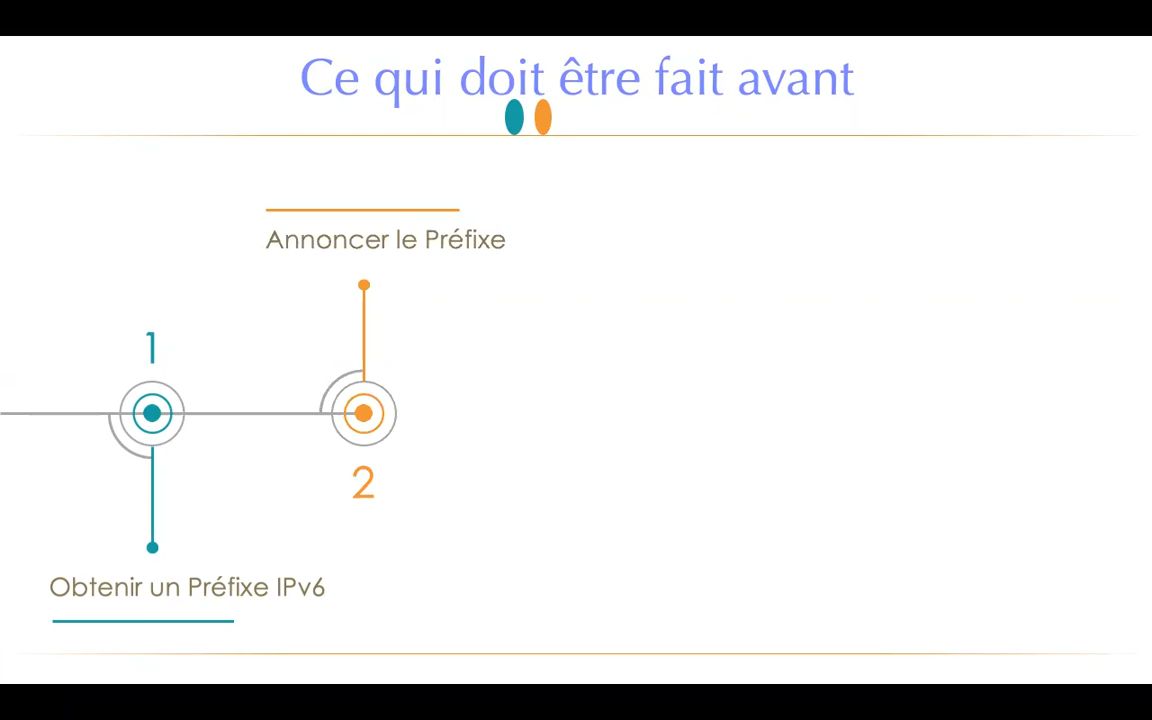 Ce qui doit être fait avant
Annoncer le Préfixe
1
2
Obtenir un Préfixe IPv6